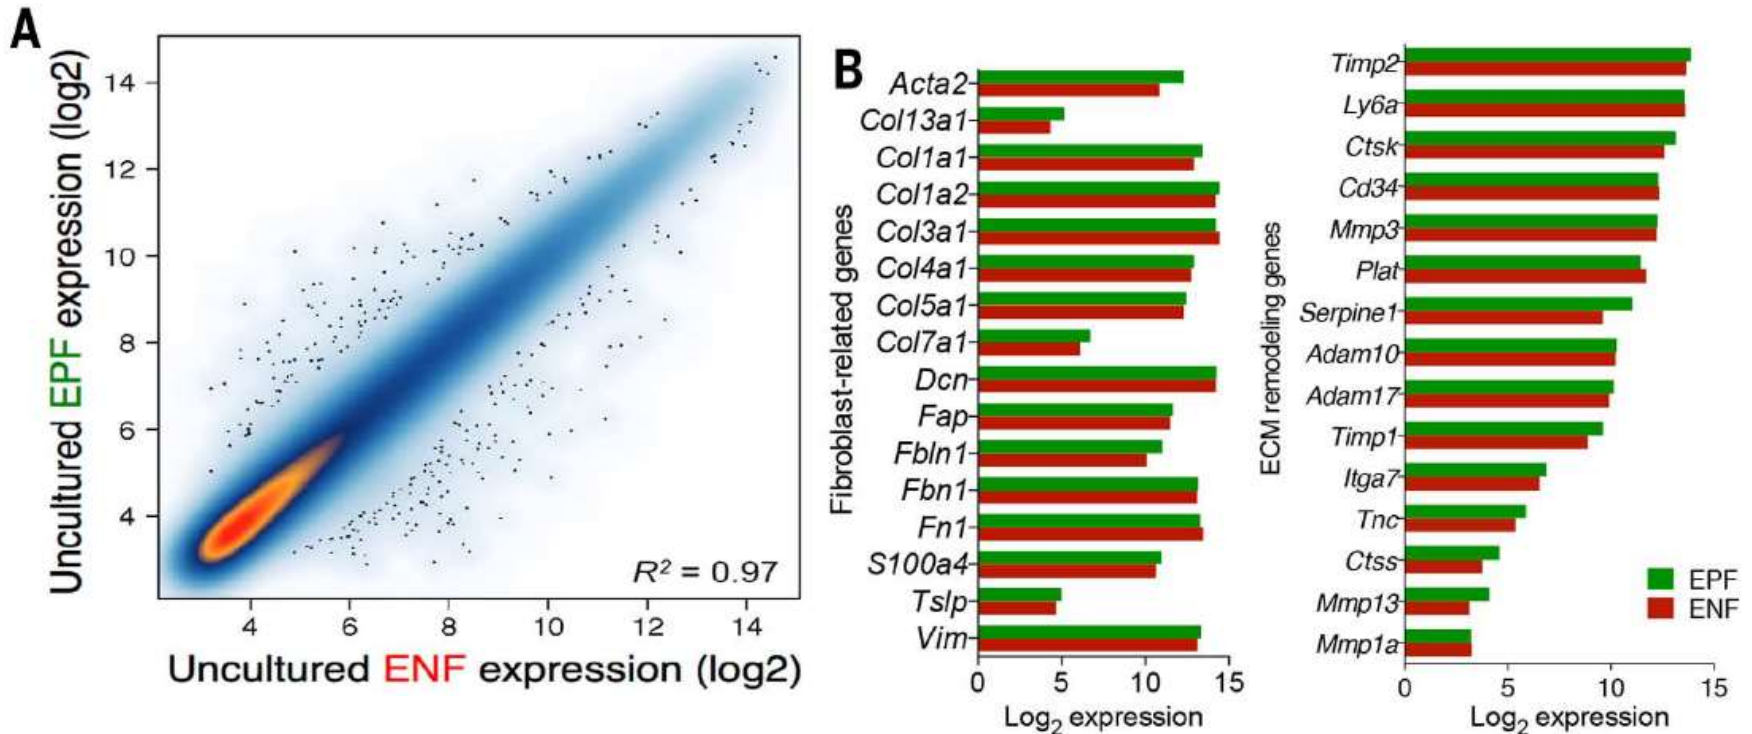 A
Uncultured EPF expression (log2)
14
12
10
8
6
4
R² = 0.97
4 6 8 10 12 14
Uncultured ENF expression (log2)
B
Fibroblast-related genes
Acta2
Col13a1
Col1a1
Col1a2
Col3a1
Col4a1
Col5a1
Col7a1
Dcn
Fap
Fbln1
Fbn1
Fn1
S100a4
Tslp
Vim
0 5 10 15
Log₂ expression
ECM remodeling genes
Timp2
Ly6a
Ctsk
Cd34
Mmp3
Plat
Serpine1
Adam10
Adam17
Timp1
Itga7
Tnc
Ctss
Mmp13
Mmp1a
EPF
ENF
0 5 10 15
Log₂ expression